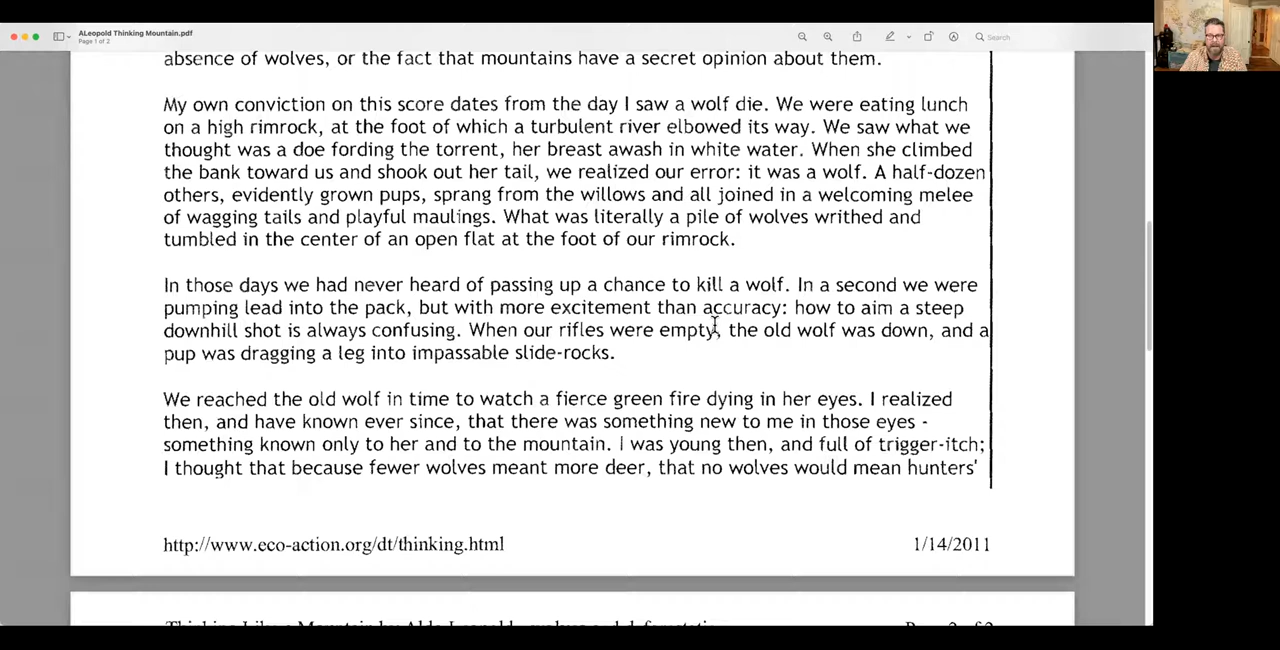 ALeopold Thinking Mountain.pdf
Page 1 of 2
Search
absence of wolves, or the fact that mountains have a secret opinion about them.
My own conviction on this score dates from the day I saw a wolf die. We were eating lunch
on a high rimrock, at the foot of which a turbulent river elbowed its way. We saw what we
thought was a doe fording the torrent, her breast awash in white water. When she climbed
the bank toward us and shook out her tail, we realized our error: it was a wolf. A half-dozen
others, evidently grown pups, sprang from the willows and all joined in a welcoming melee
of wagging tails and playful maulings. What was literally a pile of wolves writhed and
tumbled in the center of an open flat at the foot of our rimrock.
In those days we had never heard of passing up a chance to kill a wolf. In a second we were
pumping lead into the pack, but with more excitement than accuracy: how to aim a steep
downhill shot is always confusing. When our rifles were empty, the old wolf was down, and a
pup was dragging a leg into impassable slide-rocks.
We reached the old wolf in time to watch a fierce green fire dying in her eyes. I realized
then, and have known ever since, that there was something new to me in those eyes -
something known only to her and to the mountain. I was young then, and full of trigger-itch;
I thought that because fewer wolves meant more deer, that no wolves would mean hunters'
http://www.eco-action.org/dt/thinking.html 1/14/2011